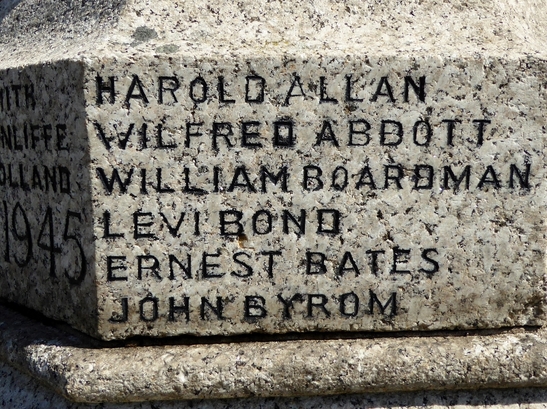 HAROLD ALLAN
WILFRED ABBOTT
WILLIAM BOARDMAN
LEVI BOND
ERNEST BATES
JOHN BYROM
1945